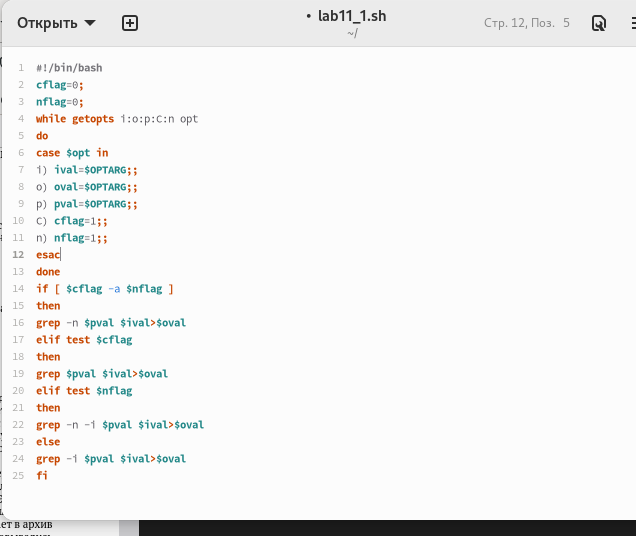 Открыть
• lab11_1.sh
~/
Стр. 12, Поз. 5
1 #!/bin/bash
2 cflag=0;
3 nflag=0;
4 while getopts i:o:p:C:n opt
5 do
6 case $opt in
7 i) ival=$OPTARG;;
8 o) oval=$OPTARG;;
9 p) pval=$OPTARG;;
10 C) cflag=1;;
11 n) nflag=1;;
12 esac
13 done
14 if [ $cflag -a $nflag ]
15 then
16 grep -n $pval $ival>$oval
17 elif test $cflag
18 then
19 grep $pval $ival>$oval
20 elif test $nflag
21 then
22 grep -n -i $pval $ival>$oval
23 else
24 grep -i $pval $ival>$oval
25 fi
ет в архив